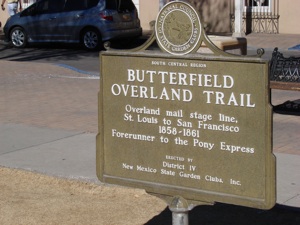 SOUTH CENTRAL REGION
BUTTERFIELD
OVERLAND TRAIL
Overland mail stage line,
St. Louis to San Francisco
1858-1861
Forerunner to the Pony Express
ERECTED BY
District IV
New Mexico State Garden Clubs, Inc.